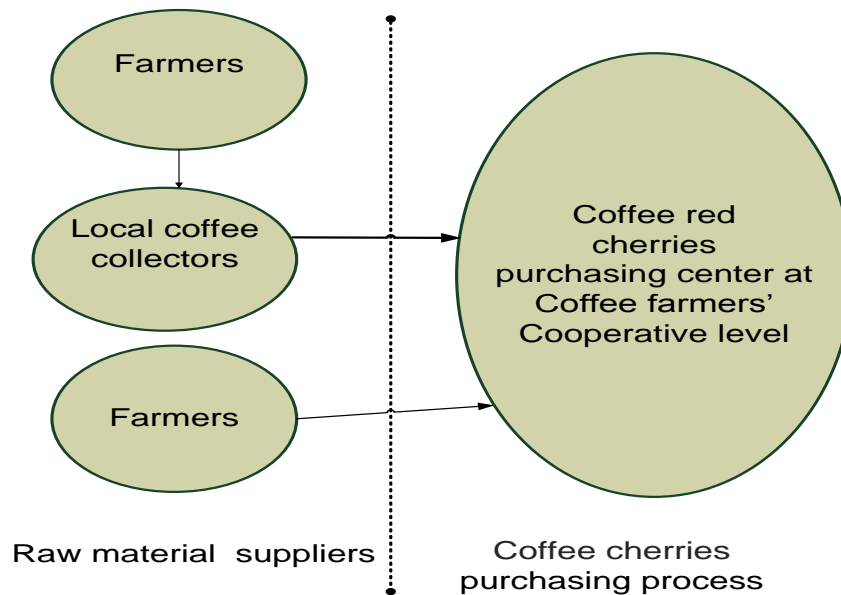 Farmers
Local coffee
collectors
Farmers
Raw material suppliers
Coffee red
cherries
purchasing center at
Coffee farmers’
Cooperative level
Coffee cherries
purchasing process